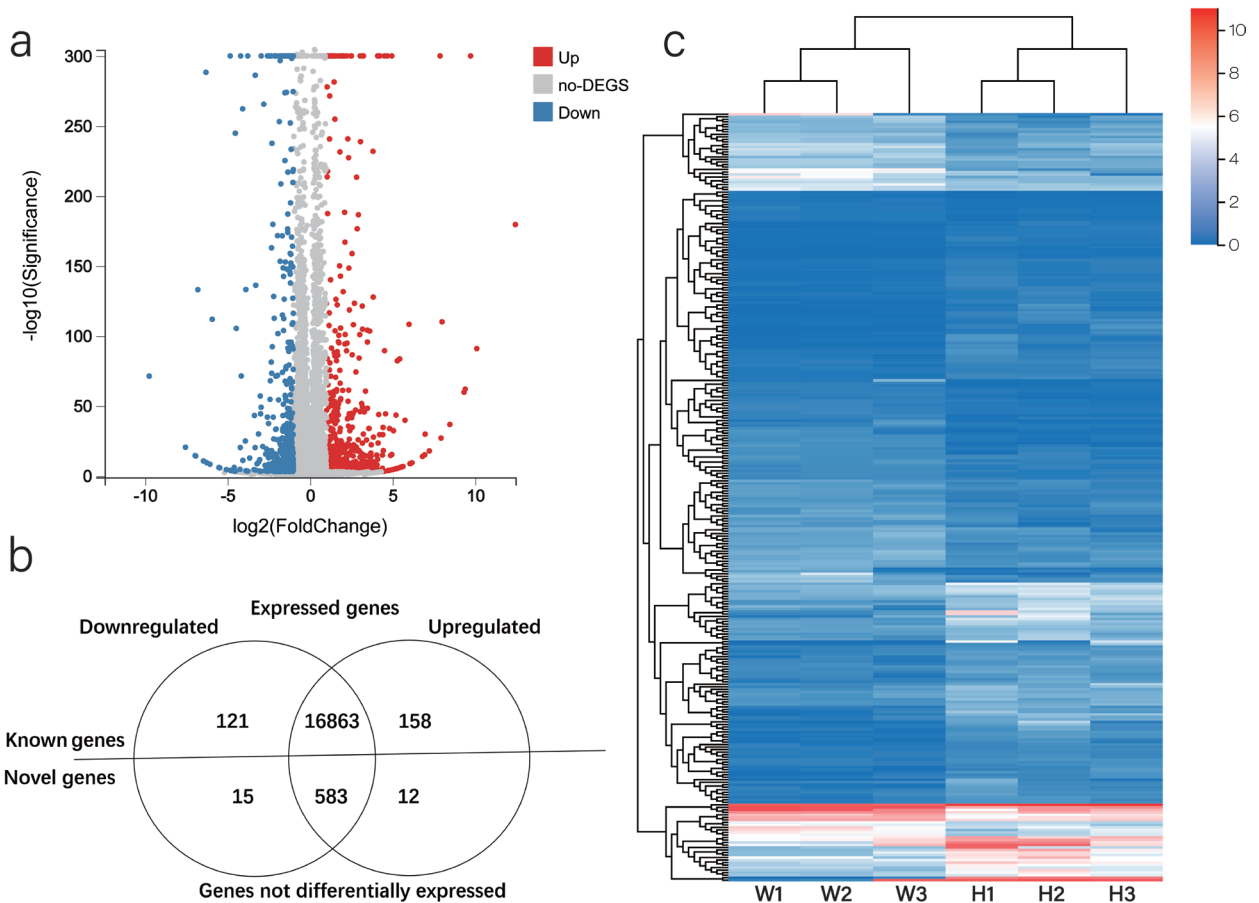 a
300
250
200
150
100
50
0
-log10(Significance)
-10
-5
0
5
10
log2(FoldChange)
Up
no-DEGS
Down
b
Expressed genes
Downregulated
Upregulated
121
16863
158
Known genes
Novel genes
15
583
12
Genes not differentially expressed
c
10
8
6
4
2
0
W1 W2 W3 H1 H2 H3